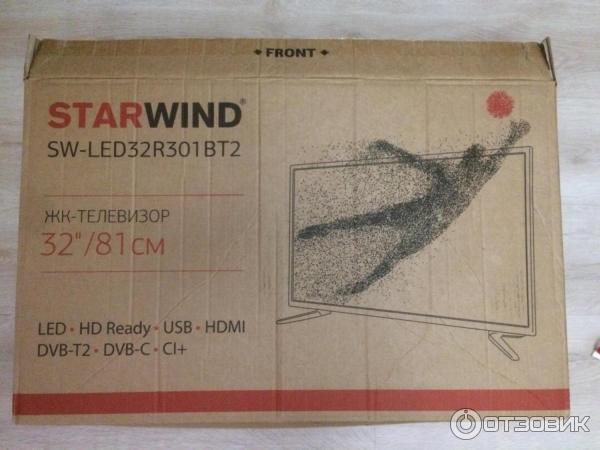 FRONT
STARWIND®
SW-LED32R301BT2
ЖК-ТЕЛЕВИЗОР
32"/81см
LED • HD Ready • USB • HDMI
DVB-T2 • DVB-C • CI+
ОТЗОВИК